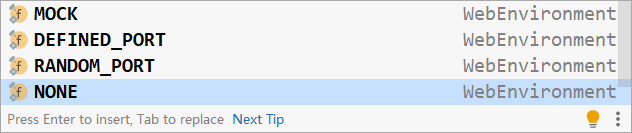 MOCK WebEnvironment
DEFINED_PORT WebEnvironment
RANDOM_PORT WebEnvironment
NONE WebEnvironment
Press Enter to insert, Tab to replace Next Tip